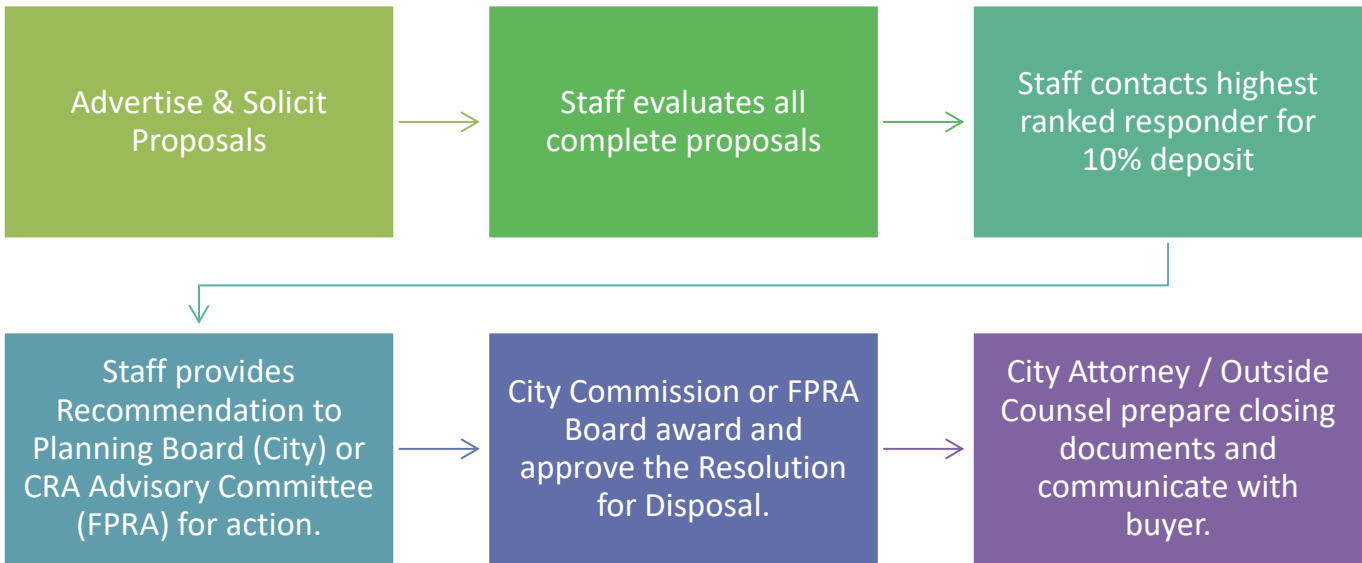 Advertise & Solicit
Proposals
Staff evaluates all
complete proposals
Staff contacts highest
ranked responder for
10% deposit
Staff provides
Recommendation to
Planning Board (City) or
CRA Advisory Committee
(FPRA) for action.
City Commission or FPRA
Board award and
approve the Resolution
for Disposal.
City Attorney / Outside
Counsel prepare closing
documents and
communicate with
buyer.